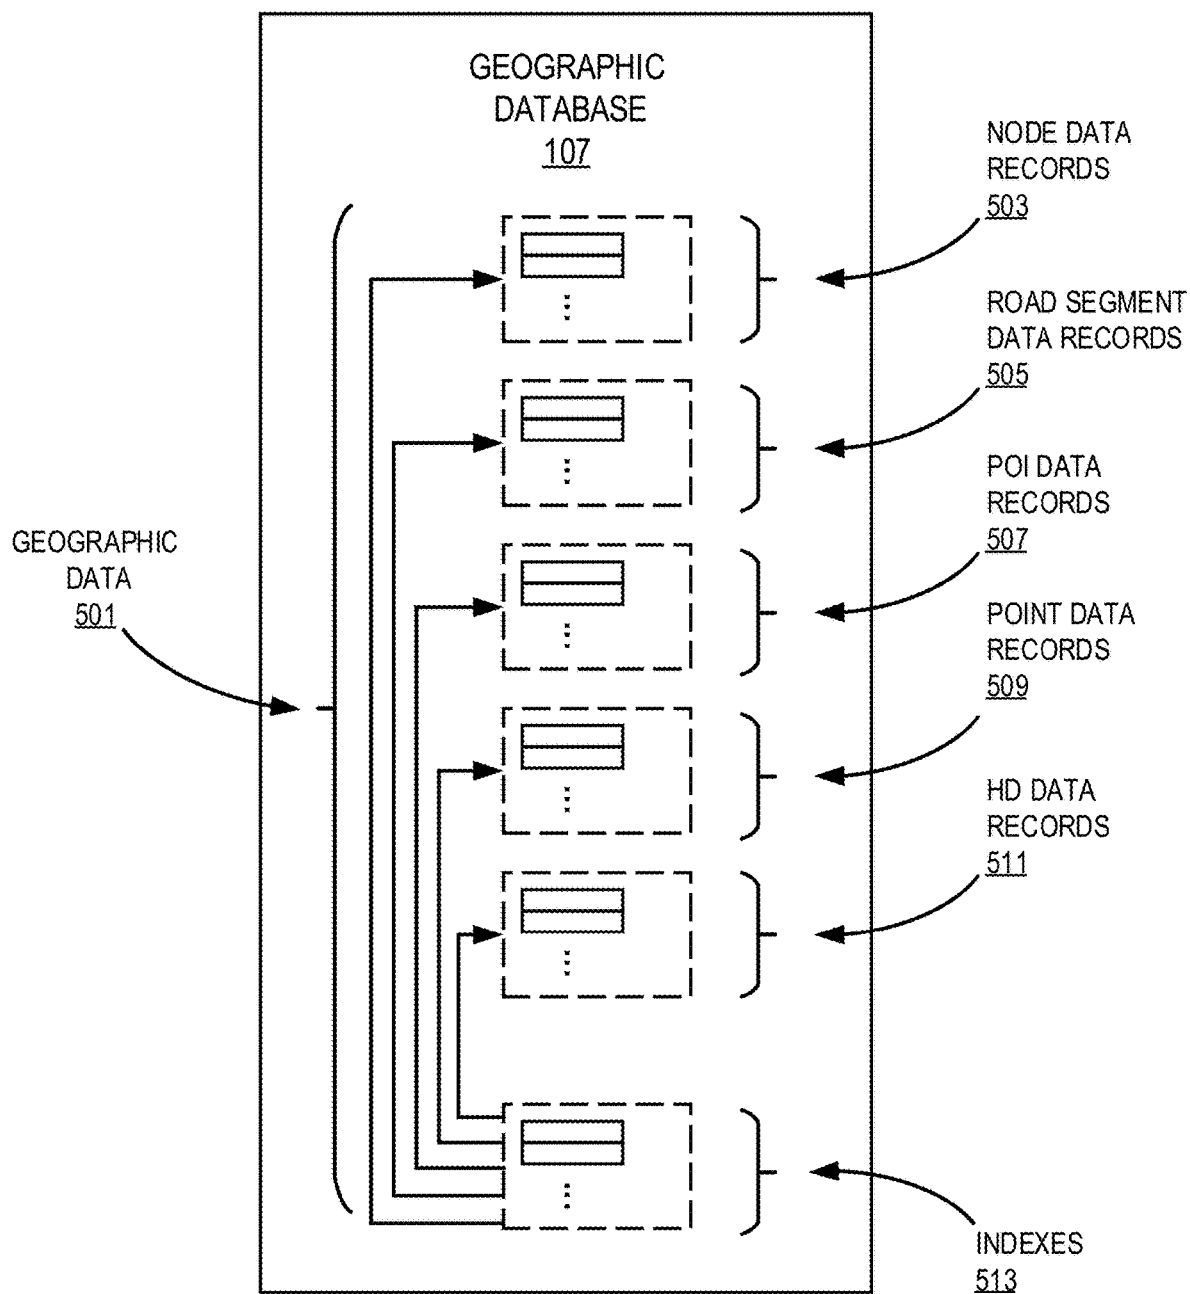 GEOGRAPHIC
DATABASE
107
NODE DATA
RECORDS
503
ROAD SEGMENT
DATA RECORDS
505
POI DATA
RECORDS
507
GEOGRAPHIC
DATA
501
POINT DATA
RECORDS
509
HD DATA
RECORDS
511
INDEXES
513